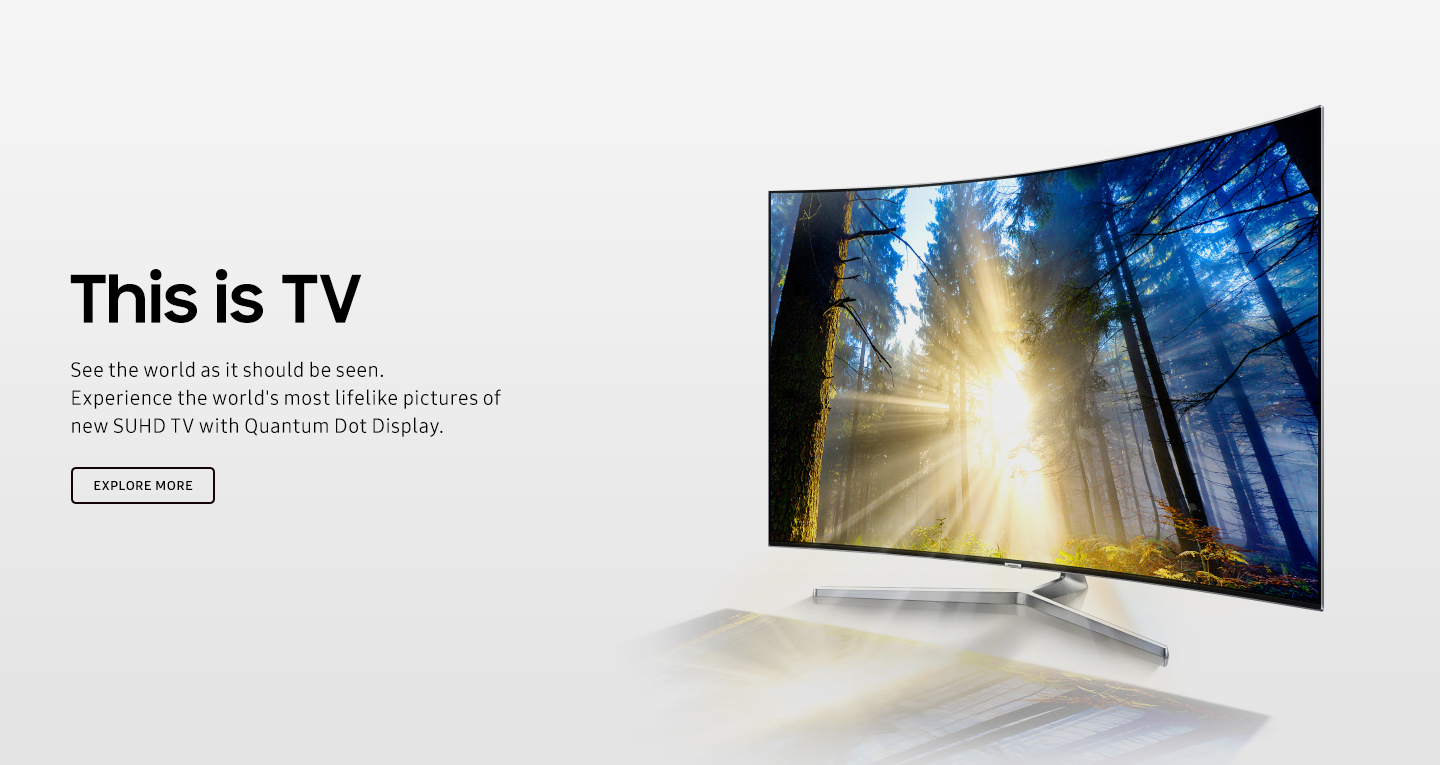 This is TV
See the world as it should be seen.
Experience the world's most lifelike pictures of
new SUHD TV with Quantum Dot Display.
EXPLORE MORE